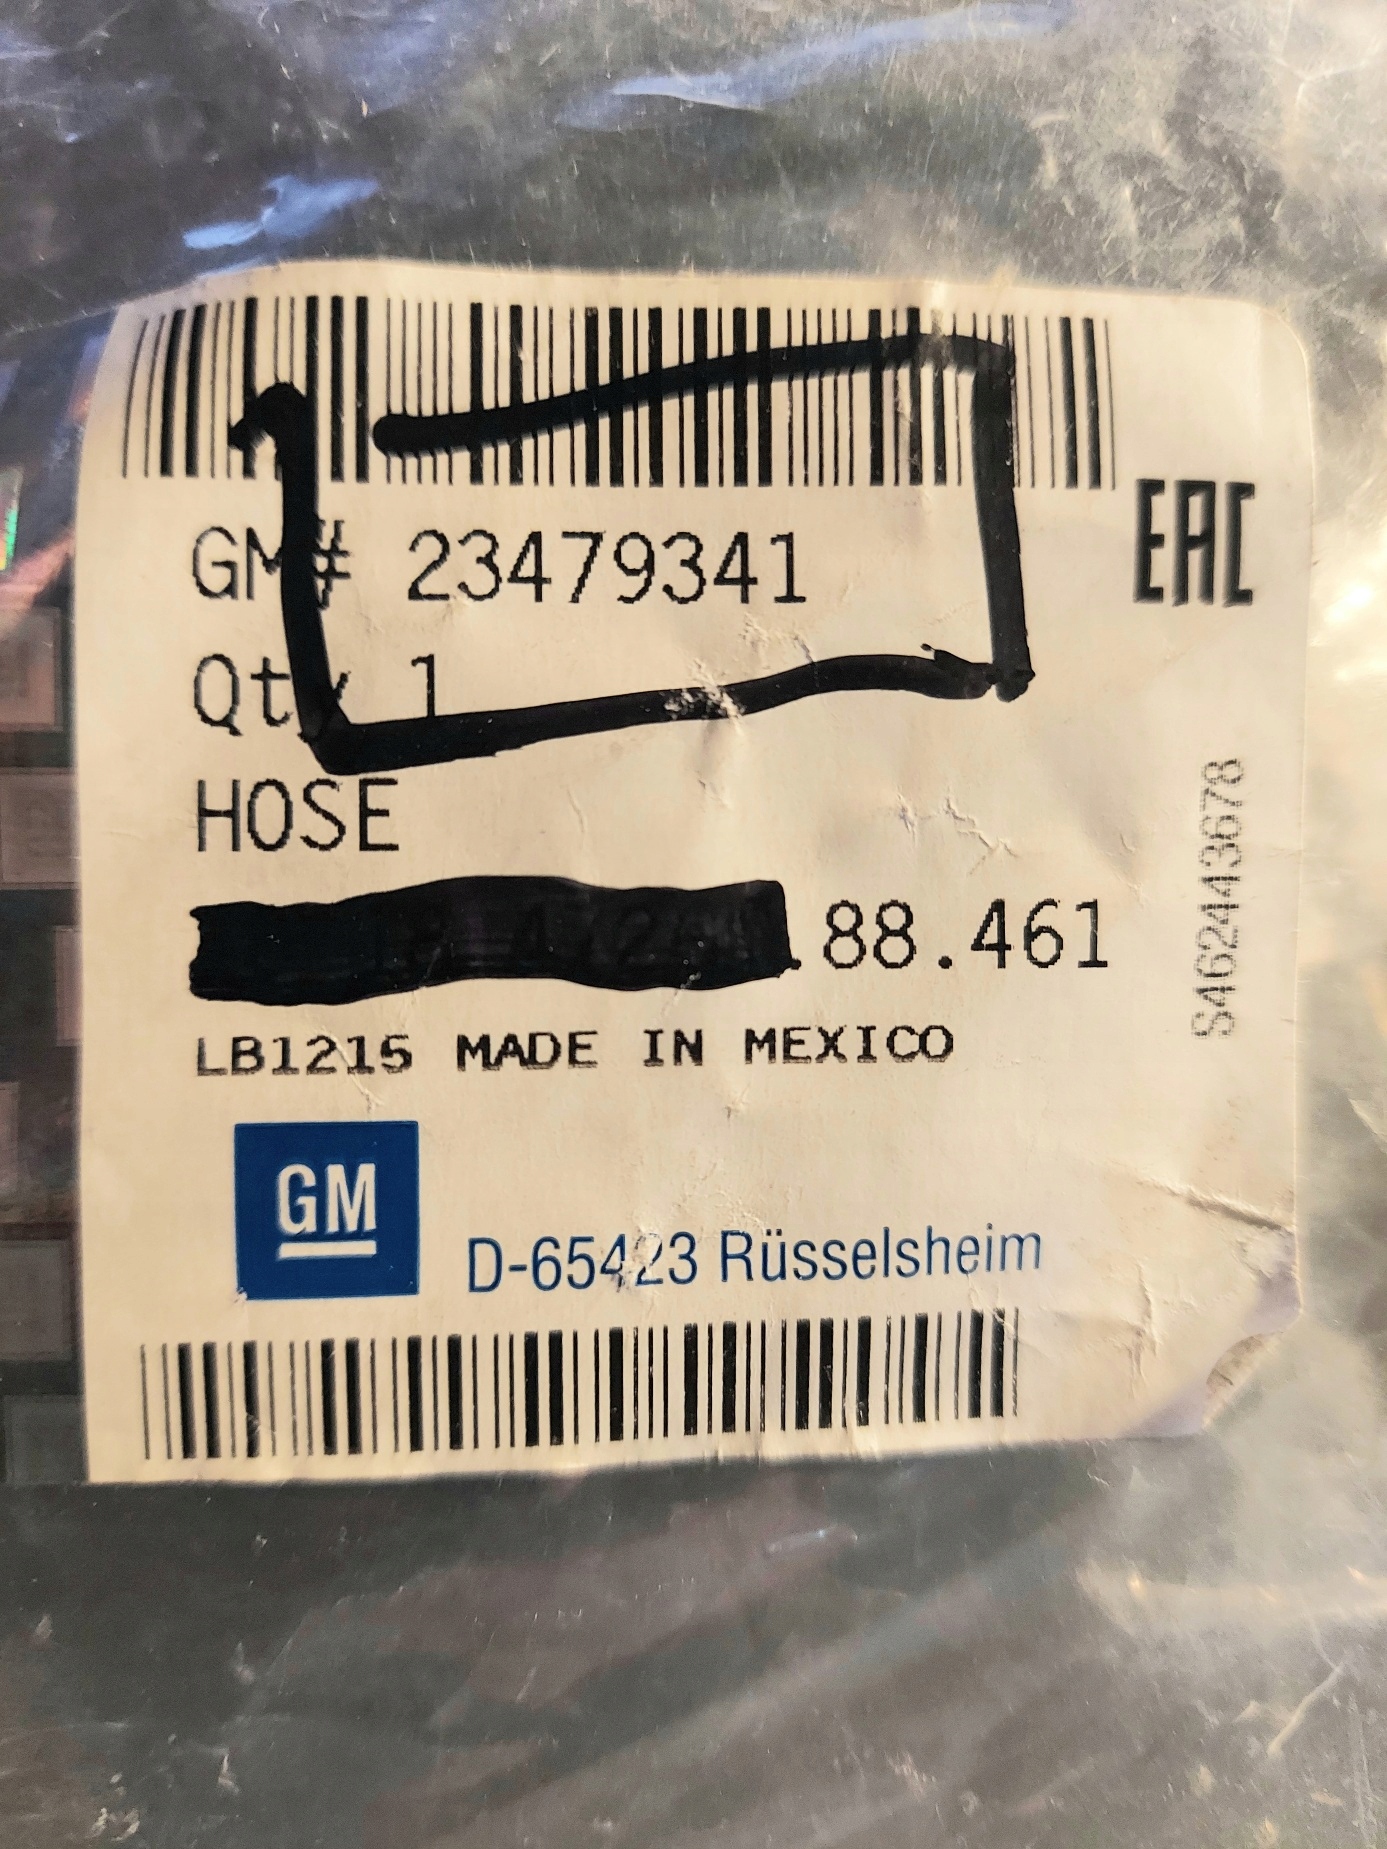 GM# 23479341
EAC
Qty 1
HOSE
.88.461
S462443678
LB1215 MADE IN MEXICO
GM
D-65423 Rüsselsheim